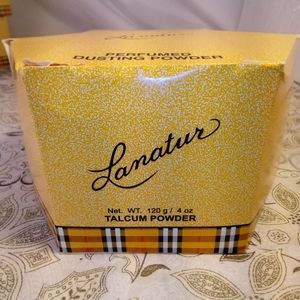 PERFUMED
DUSTING POWDER
Lanatur
Net. WT. 120 g / 4 oz
TALCUM POWDER